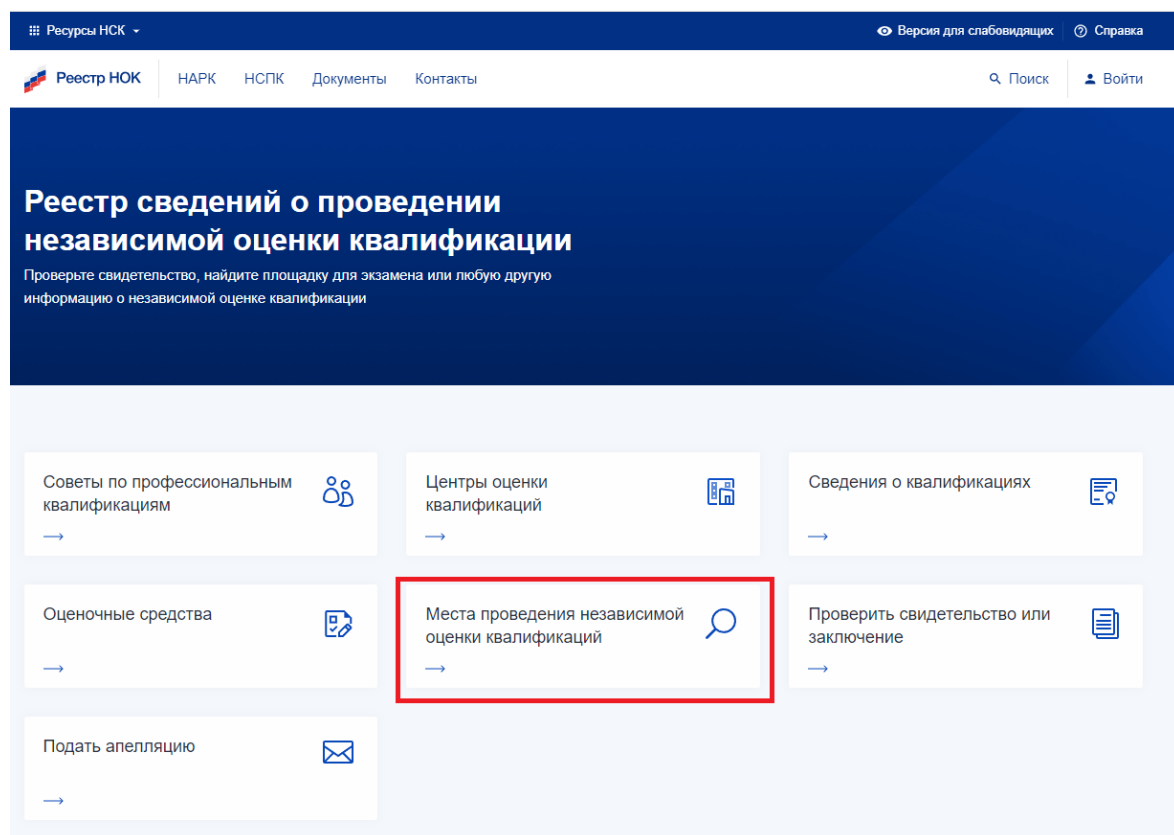 Ресурсы НСК
Версия для слабовидящих
Справка
Реестр НОК
НАРК
НСПК
Документы
Контакты
Поиск
Войти
Реестр сведений о проведении
независимой оценки квалификации
Проверьте свидетельство, найдите площадку для экзамена или любую другую
информацию о независимой оценке квалификации
Советы по профессиональным
квалификациям
Центры оценки
квалификаций
Сведения о квалификациях
Оценочные средства
Места проведения независимой
оценки квалификаций
Проверить свидетельство или
заключение
Подать апелляцию